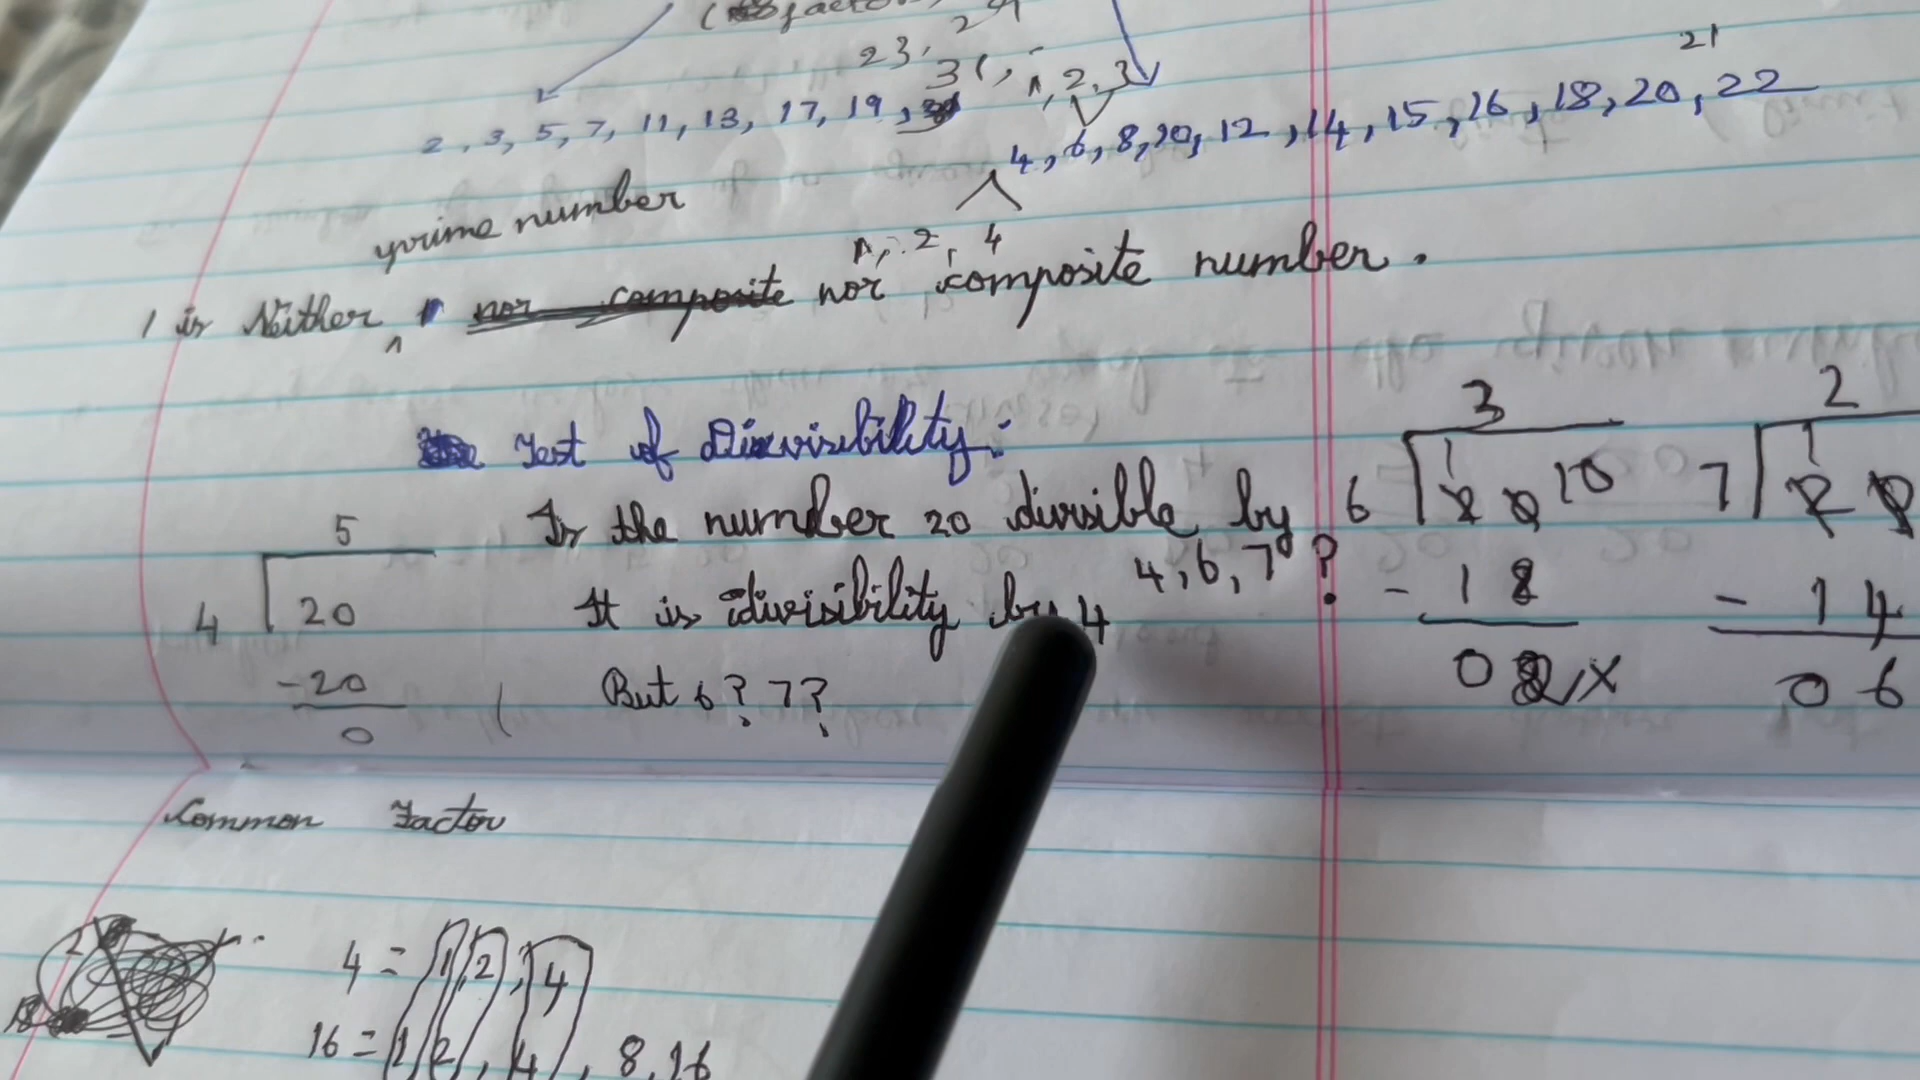 23, 29
31,
21
1, 2, 3
2, 3, 5, 7, 11, 13, 17, 19,
4, 6, 8, 10, 12, 14, 15, 16, 18, 20, 22
prime number
1, 2, 4
1 is Neither nor composite nor composite number.
Test of Divisibility:
Is the number 20 divisible by
4, 6, 7 ?
It is divisibility by 4
But 6? 7?
5
4 20
-20
0
3
6 20 10
- 18
02 x
2
1
7 20
- 14
06
Common Factor
4 = 1, 2, 4
16 = 1, 2, 4, 8, 16